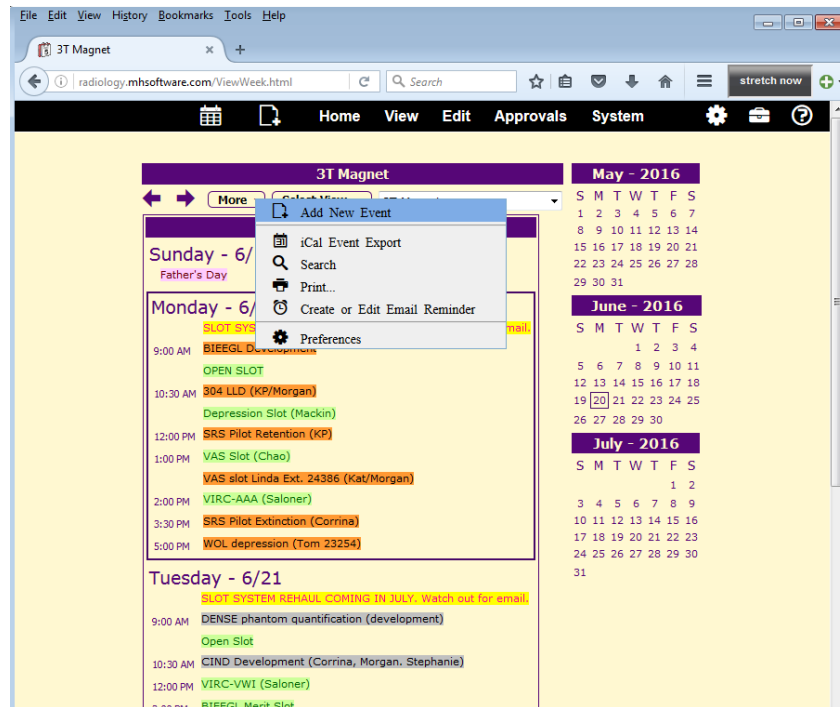 File Edit View History Bookmarks Tools Help
3T Magnet
radiology.mhsoftware.com/ViewWeek.html
Search
stretch now
Home View Edit Approvals System
3T Magnet
More
Add New Event
iCal Event Export
Search
Print...
Create or Edit Email Reminder
Preferences
Sunday - 6/
Father's Day
Monday - 6/
SLOT SYS
mail.
9:00 AM BIEEGL Development
OPEN SLOT
10:30 AM 304 LLD (KP/Morgan)
Depression Slot (Mackin)
12:00 PM SRS Pilot Retention (KP)
1:00 PM VAS Slot (Chao)
VAS slot Linda Ext. 24386 (Kat/Morgan)
2:00 PM VIRC-AAA (Saloner)
3:30 PM SRS Pilot Extinction (Corrina)
5:00 PM WOL depression (Tom 23254)
Tuesday - 6/21
SLOT SYSTEM REHAUL COMING IN JULY. Watch out for email.
9:00 AM DENSE phantom quantification (development)
Open Slot
10:30 AM CIND Development (Corrina, Morgan. Stephanie)
12:00 PM VIRC-VWI (Saloner)
BIEEGL Merit Slot
May - 2016
S M T W T F S
1 2 3 4 5 6 7
8 9 10 11 12 13 14
15 16 17 18 19 20 21
22 23 24 25 26 27 28
29 30 31
June - 2016
S M T W T F S
1 2 3 4
5 6 7 8 9 10 11
12 13 14 15 16 17 18
19 20 21 22 23 24 25
26 27 28 29 30
July - 2016
S M T W T F S
1 2
3 4 5 6 7 8 9
10 11 12 13 14 15 16
17 18 19 20 21 22 23
24 25 26 27 28 29 30
31